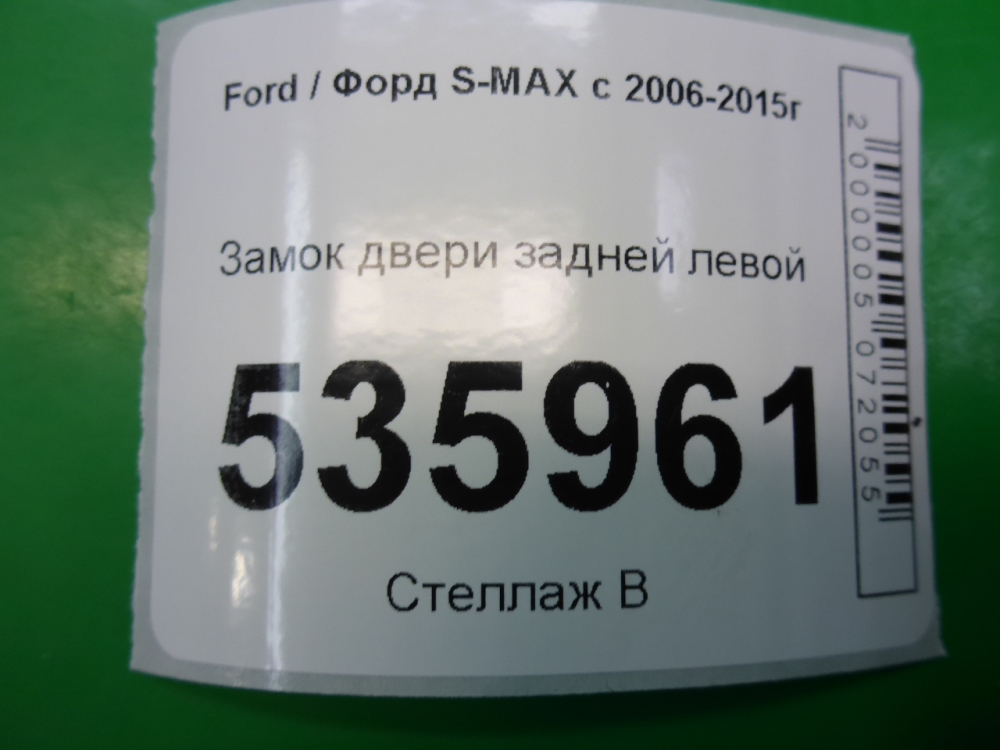 Ford / Форд S-MAX с 2006-2015г
Замок двери задней левой
535961
Стеллаж В
2000005072055